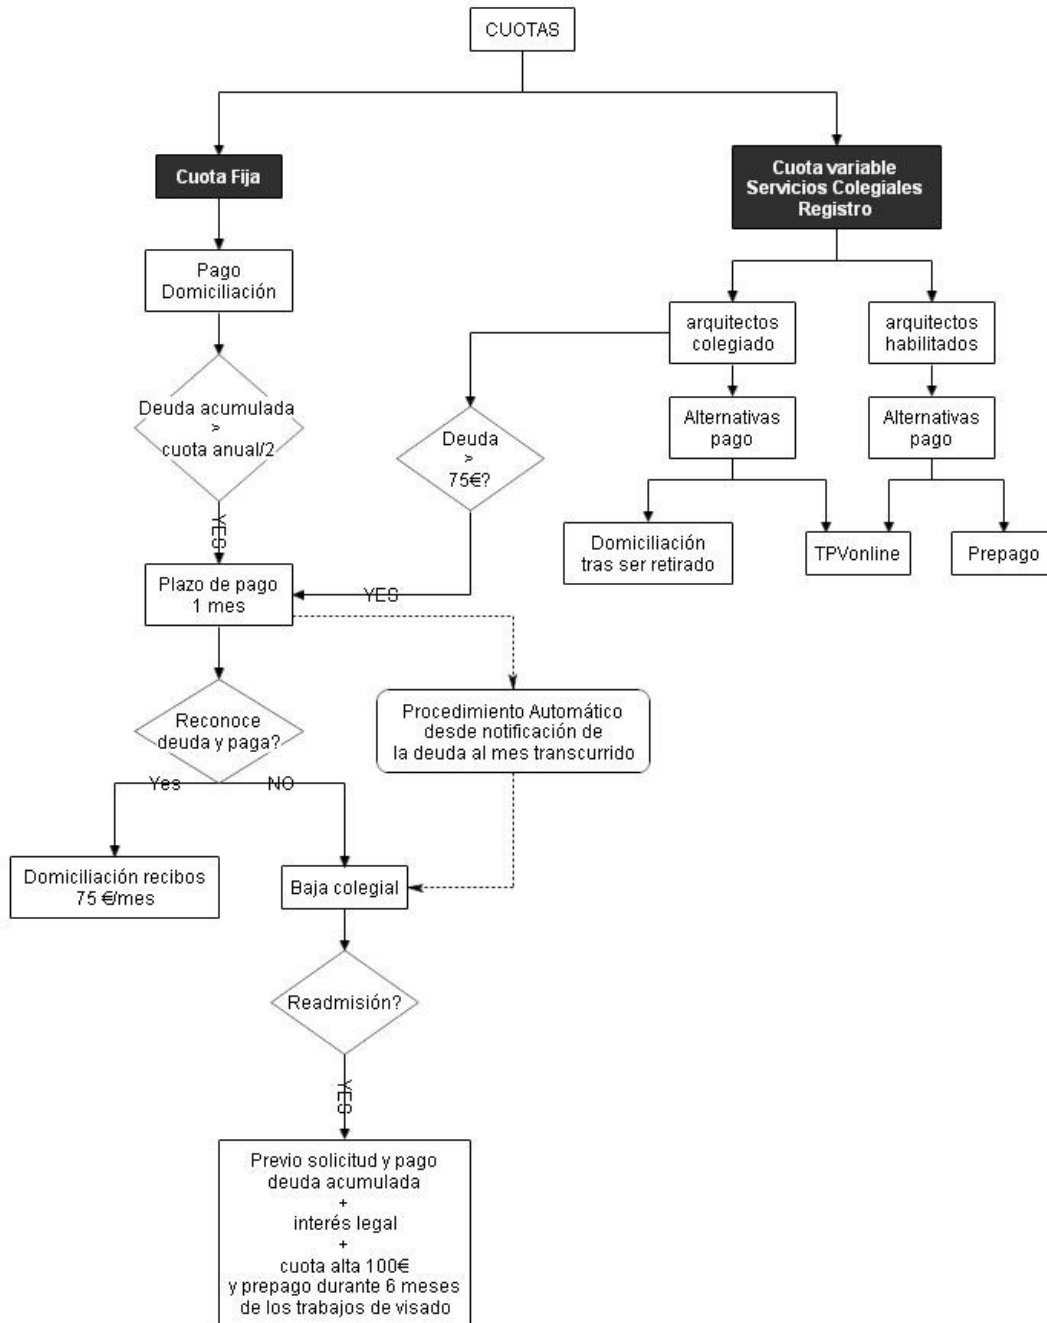 CUOTAS
Cuota Fija
Cuota variable
Servicios Colegiales
Registro
Pago
Domiciliación
arquitectos
colegiado
arquitectos
habilitados
Deuda acumulada
>
cuota anual/2
Deuda
>
75€?
Alternativas
pago
Alternativas
pago
YES
Domiciliación
tras ser retirado
TPVonline
Prepago
Plazo de pago
1 mes
YES
Reconoce
deuda y paga?
Procedimiento Automático
desde notificación de
la deuda al mes transcurrido
Yes
NO
Domiciliación recibos
75 €/mes
Baja colegial
Readmisión?
YES
Previo solicitud y pago
deuda acumulada
+
interés legal
+
cuota alta 100€
y prepago durante 6 meses
de los trabajos de visado